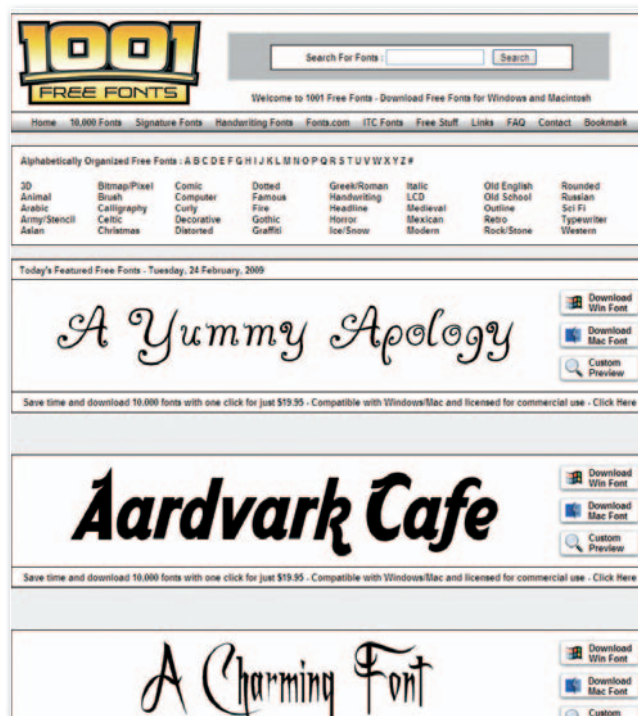 1001
FREE FONTS
Search For Fonts : Search
Welcome to 1001 Free Fonts - Download Free Fonts for Windows and Macintosh
Home 10,000 Fonts Signature Fonts Handwriting Fonts Fonts.com ITC Fonts Free Stuff Links FAQ Contact Bookmark
Alphabetically Organized Free Fonts : A B C D E F G H I J K L M N O P Q R S T U V W X Y Z #
3D Bitmap/Pixel Comic Dotted Greek/Roman Italic Old English Rounded
Animal Brush Computer Famous Handwriting LCD Old School Russian
Arabic Calligraphy Curly Fire Headline Medieval Outline Sci Fi
Army/Stencil Celtic Decorative Gothic Horror Mexican Retro Typewriter
Asian Christmas Distorted Graffiti Ice/Snow Modern Rock/Stone Western
Today's Featured Free Fonts - Tuesday, 24 February, 2009
A Yummy Apology
Download
Win Font
Download
Mac Font
Custom
Preview
Save time and download 10,000 fonts with one click for just $19.95 - Compatible with Windows/Mac and licensed for commercial use - Click Here
Aardvark Cafe
Download
Win Font
Download
Mac Font
Custom
Preview
Save time and download 10,000 fonts with one click for just $19.95 - Compatible with Windows/Mac and licensed for commercial use - Click Here
A Charming Font
Download
Win Font
Download
Mac Font
Custom